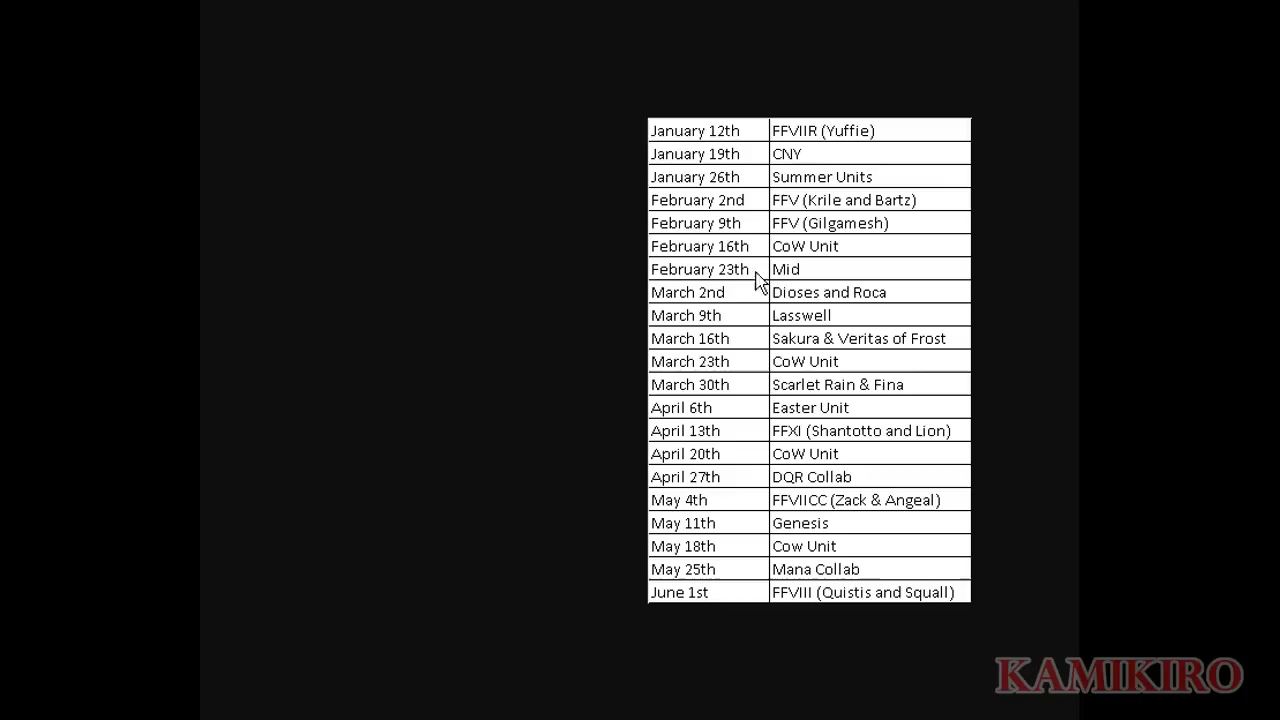 January 12th FFVIIR (Yuffie)
January 19th CNY
January 26th Summer Units
February 2nd FFV (Krile and Bartz)
February 9th FFV (Gilgamesh)
February 16th CoW Unit
February 23th Mid
March 2nd Dioses and Roca
March 9th Lasswell
March 16th Sakura & Veritas of Frost
March 23th CoW Unit
March 30th Scarlet Rain & Fina
April 6th Easter Unit
April 13th FFXI (Shantotto and Lion)
April 20th CoW Unit
April 27th DQR Collab
May 4th FFVIICC (Zack & Angeal)
May 11th Genesis
May 18th Cow Unit
May 25th Mana Collab
June 1st FFVIII (Quistis and Squall)
KAMIKIRO